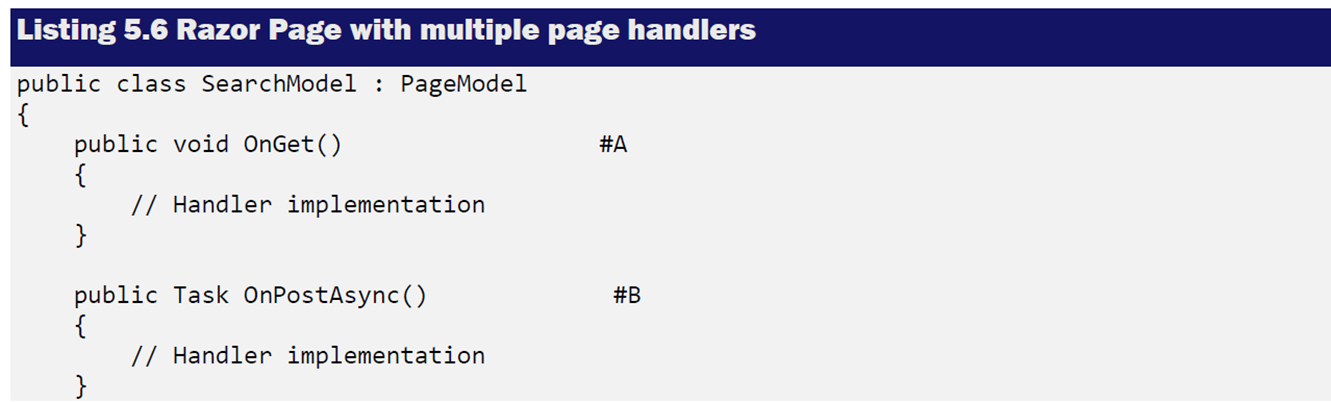 Listing 5.6 Razor Page with multiple page handlers
public class SearchModel : PageModel
{
    public void OnGet()                  #A
    {
        // Handler implementation
    }
    public Task OnPostAsync()             #B
    {
        // Handler implementation
    }